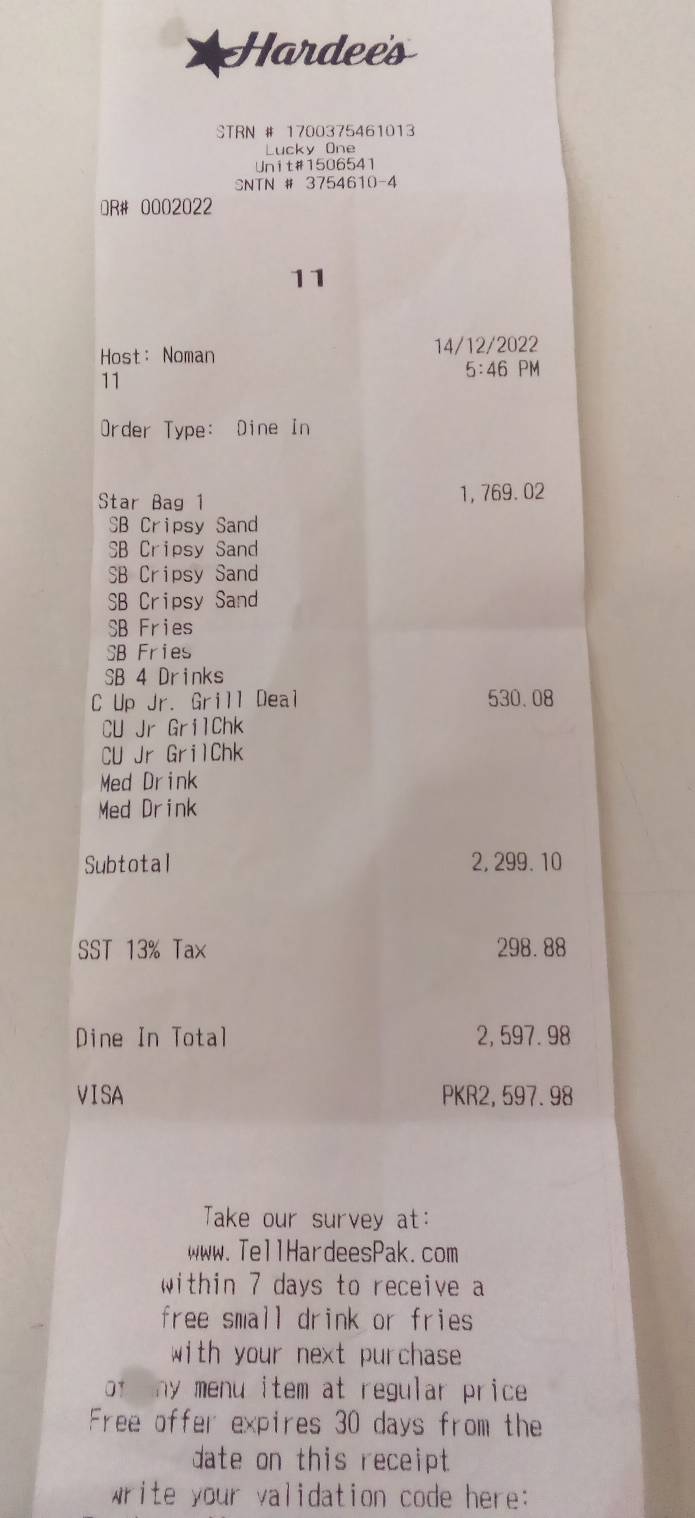 Hardee's
STRN # 1700375461013
Lucky One
Unit#1506541
SNTN # 3754610-4
OR# 0002022
11
Host: Noman 14/12/2022
11 5:46 PM
Order Type: Dine In
Star Bag 1 1,769.02
SB Cripsy Sand
SB Cripsy Sand
SB Cripsy Sand
SB Cripsy Sand
SB Fries
SB Fries
SB 4 Drinks
C Up Jr. Grill Deal 530.08
CU Jr GrilChk
CU Jr GrilChk
Med Drink
Med Drink
Subtotal 2,299.10
SST 13% Tax 298.88
Dine In Total 2,597.98
VISA PKR2,597.98
Take our survey at:
www.TellHardeesPak.com
within 7 days to receive a
free small drink or fries
with your next purchase
menu item at regular price
Free offer expires 30 days from the
date on this receipt
write your validation code here: